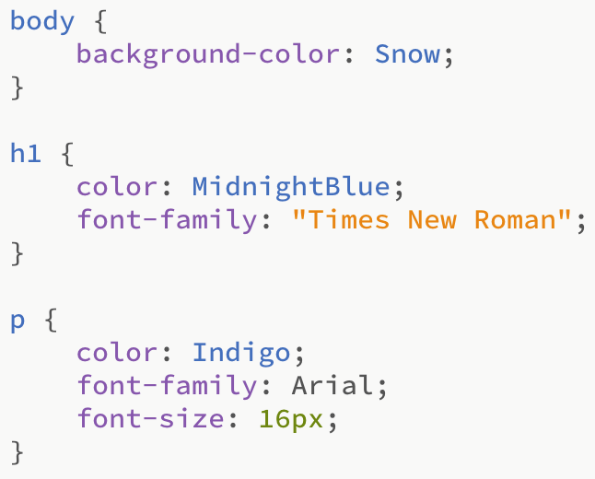 body {
    background-color: Snow;
}

h1 {
    color: MidnightBlue;
    font-family: "Times New Roman";
}

p {
    color: Indigo;
    font-family: Arial;
    font-size: 16px;
}